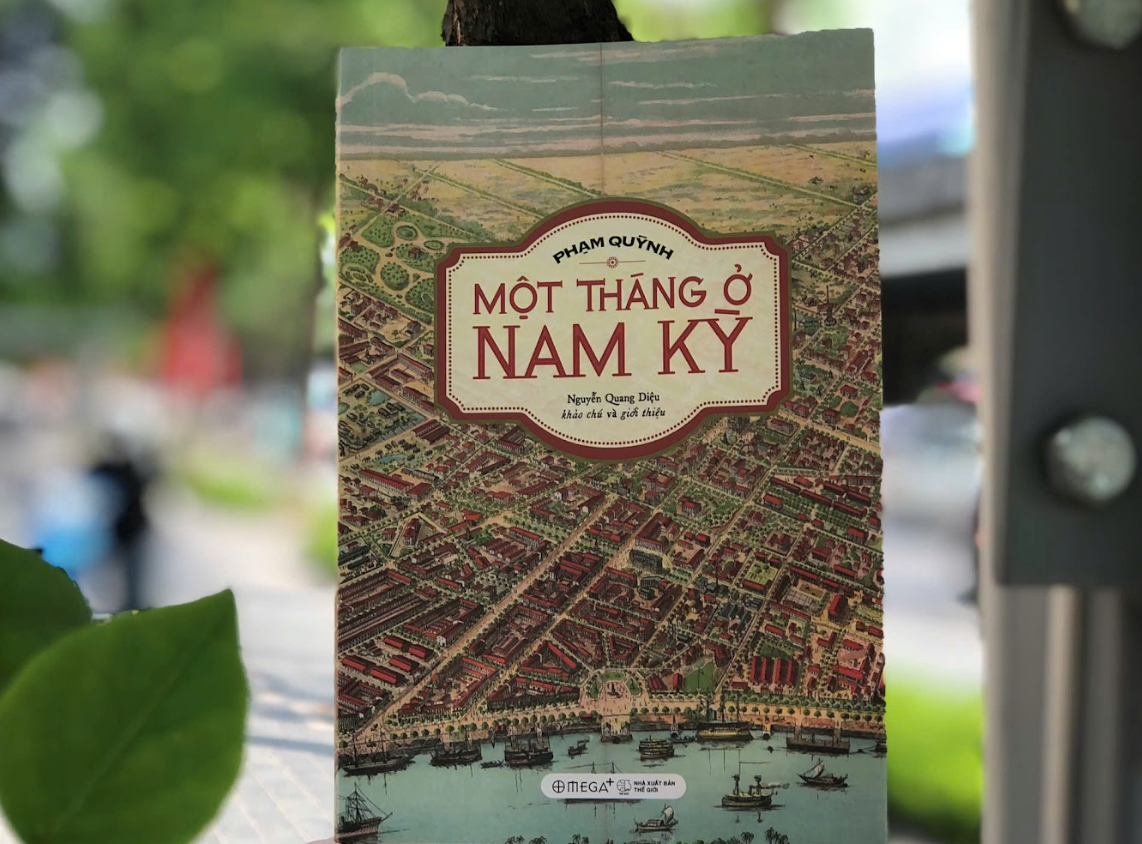 PHẠM QUỲNH
MỘT THÁNG Ở
NAM KỲ
Nguyễn Quang Diệu
khảo chú và giới thiệu
OMEGA+
NHÀ XUẤT BẢN
THẾ GIỚI